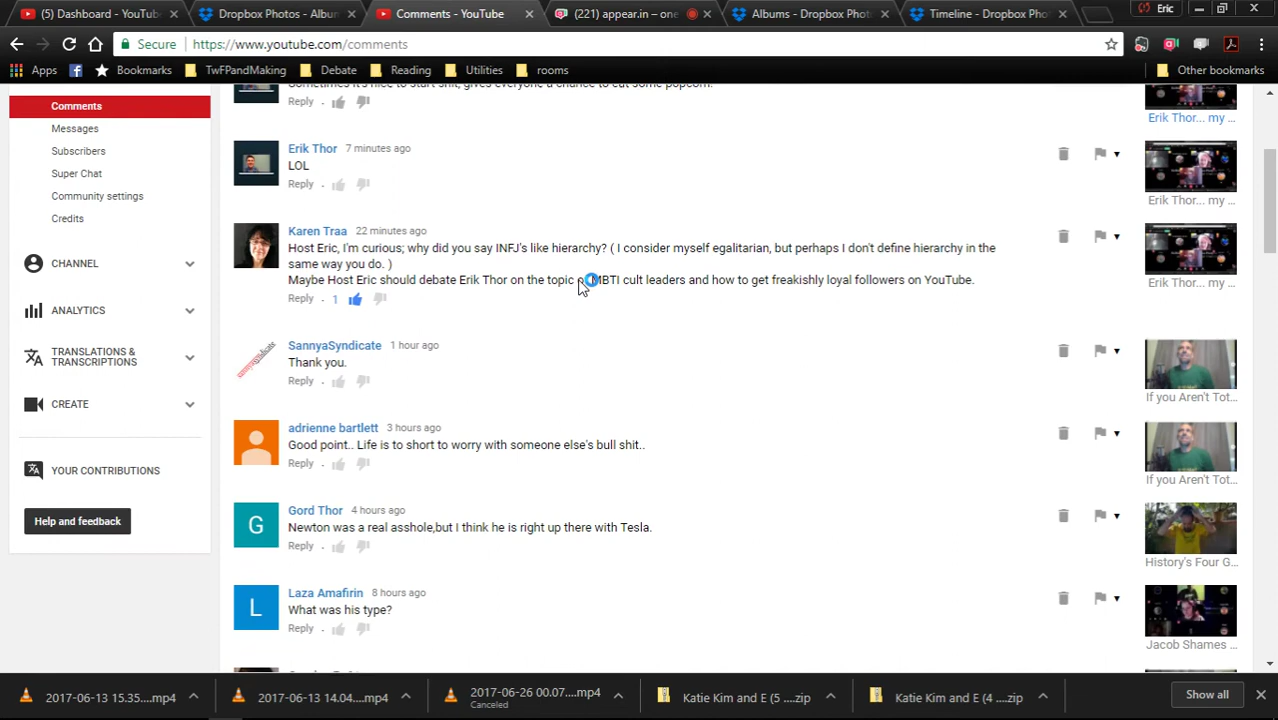 (5) Dashboard - YouTub
Dropbox Photos - Album
Comments - YouTube
(221) appear.in – one
Albums - Dropbox Photo
Timeline - Dropbox Pho
Eric
Secure
https://www.youtube.com/comments
Apps
Bookmarks
TwFPandMaking
Debate
Reading
Utilities
rooms
Other bookmarks
Comments
Messages
Subscribers
Super Chat
Community settings
Credits
CHANNEL
ANALYTICS
TRANSLATIONS &
TRANSCRIPTIONS
CREATE
YOUR CONTRIBUTIONS
Help and feedback
Sometimes it's nice to start shit, gives everyone a chance to eat some popcorn.
Reply
Erik Thor... my ...
Erik Thor 7 minutes ago
LOL
Reply
Erik Thor... my ...
Karen Traa 22 minutes ago
Host Eric, I'm curious; why did you say INFJ's like hierarchy? ( I consider myself egalitarian, but perhaps I don't define hierarchy in the
same way you do. )
Maybe Host Eric should debate Erik Thor on the topic MBTI cult leaders and how to get freakishly loyal followers on YouTube.
Reply 1
Erik Thor... my ...
SannyaSyndicate 1 hour ago
Thank you.
Reply
If you Aren't Tot...
adrienne bartlett 3 hours ago
Good point.. Life is to short to worry with someone else's bull shit..
Reply
If you Aren't Tot...
G
Gord Thor 4 hours ago
Newton was a real asshole,but I think he is right up there with Tesla.
Reply
History's Four G...
L
Laza Amafirin 8 hours ago
What was his type?
Reply
Jacob Shames ...
2017-06-13 15.35....mp4
2017-06-13 14.04....mp4
2017-06-26 00.07....mp4
Canceled
Katie Kim and E (5 ....zip
Katie Kim and E (4 ....zip
Show all